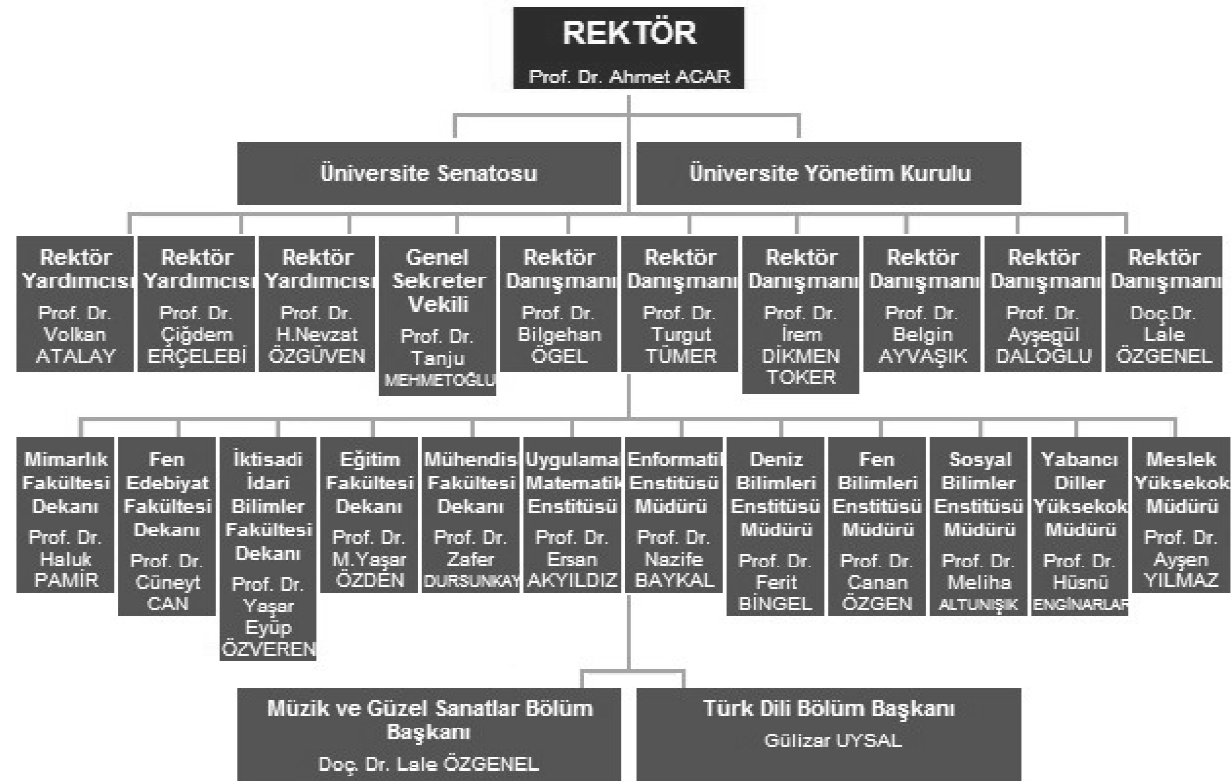 REKTÖR
Prof. Dr. Ahmet ACAR
Üniversite Senatosu
Üniversite Yönetim Kurulu
Rektör
Yardımcısı
Prof. Dr.
Volkan
ATALAY
Rektör
Yardımcısı
Prof. Dr.
Çiğdem
ERÇELEBİ
Rektör
Yardımcısı
Prof. Dr.
H.Nevzat
ÖZGÜVEN
Genel
Sekreter
Vekili
Prof. Dr.
Tanju
MEHMETOĞLU
Rektör
Danışmanı
Prof. Dr.
Bilgehan
ÖGEL
Rektör
Danışmanı
Prof. Dr.
Turgut
TÜMER
Rektör
Danışmanı
Prof. Dr.
İrem
DİKMEN
TOKER
Rektör
Danışmanı
Prof. Dr.
Belgin
AYVAŞIK
Rektör
Danışmanı
Prof. Dr.
Ayşegül
DALOGLU
Rektör
Danışmanı
Doç.Dr.
Lale
ÖZGENEL
Mimarlık
Fakültesi
Dekanı
Prof. Dr.
Haluk
PAMİR
Fen
Edebiyat
Fakültesi
Dekanı
Prof. Dr.
Cüneyt
CAN
İktisadi
İdari
Bilimler
Fakültesi
Dekanı
Prof. Dr.
Yaşar
Eyüp
ÖZVEREN
Eğitim
Fakültesi
Dekanı
Prof. Dr.
M.Yaşar
ÖZDEN
Mühendisl
Fakültesi
Dekanı
Prof. Dr.
Zafer
DURSUNKAY
Uygulamal
Matematik
Enstitüsü
Prof. Dr.
Ersan
AKYILDIZ
Enformatil
Enstitüsü
Müdürü
Prof. Dr.
Nazife
BAYKAL
Deniz
Bilimleri
Enstitüsü
Müdürü
Prof. Dr.
Ferit
BİNGEL
Fen
Bilimleri
Enstitüsü
Müdürü
Prof. Dr.
Canan
ÖZGEN
Sosyal
Bilimler
Enstitüsü
Müdürü
Prof. Dr.
Meliha
ALTUNIŞIK
Yabancı
Diller
Yüksekok
Müdürü
Prof. Dr.
Hüsnü
ENGİNARLAR
Meslek
Yüksekok
Müdürü
Prof. Dr.
Ayşen
YILMAZ
Müzik ve Güzel Sanatlar Bölüm
Başkanı
Doç. Dr. Lale ÖZGENEL
Türk Dili Bölüm Başkanı
Gülizar UYSAL